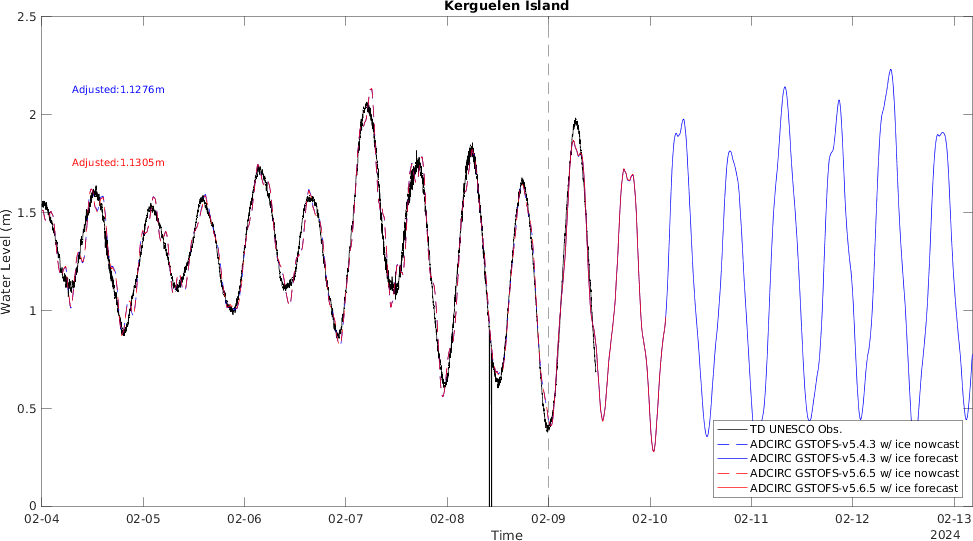 Kerguelen Island
2.5
2
1.5
1
0.5
0
Water Level (m)
Adjusted:1.1276m
Adjusted:1.1305m
TD UNESCO Obs.
ADCIRC GSTOFS-v5.4.3 w/ ice nowcast
ADCIRC GSTOFS-v5.4.3 w/ ice forecast
ADCIRC GSTOFS-v5.6.5 w/ ice nowcast
ADCIRC GSTOFS-v5.6.5 w/ ice forecast
02-04 02-05 02-06 02-07 02-08 02-09 02-10 02-11 02-12 02-13
Time
2024